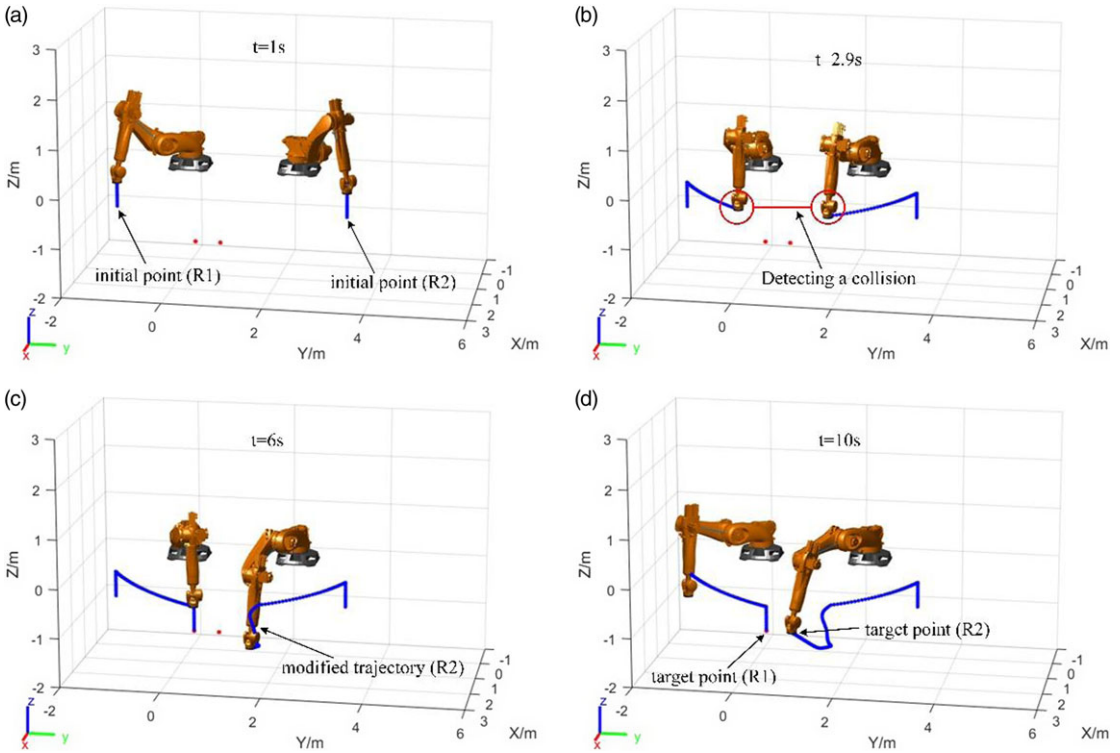 (a)
t=1s
3
2
1
0
-1
-2
Z/m
initial point (R1)
initial point (R2)
-2
0
2
4
6
Y/m
-1
0
1
2
3
X/m
z
y
x
(b)
t 2.9s
3
2
1
0
-1
-2
Z/m
Detecting a collision
-2
0
2
4
6
Y/m
-1
0
1
2
3
X/m
z
y
x
(c)
t=6s
3
2
1
0
-1
-2
Z/m
modified trajectory (R2)
-2
0
2
4
6
Y/m
-1
0
1
2
3
X/m
z
y
x
(d)
t=10s
3
2
1
0
-1
-2
Z/m
target point (R2)
target point (R1)
-2
0
2
4
6
Y/m
-1
0
1
2
3
X/m
z
y
x